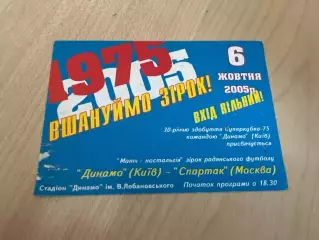 1975
2005
ВШАНУЙМО ЗІРОК!
6
ЖОВТНЯ
2005р.
ВХІД ВІЛЬНИЙ!
30-річчю здобуття Суперкубка-75
командою "Динамо" (Київ)
присвячується
"Матч - ностальгія" зірок радянського футболу
"Динамо" (Київ) - "Спартак" (Москва)
Стадіон "Динамо" ім. В.Лобановського Початок програми о 18.30